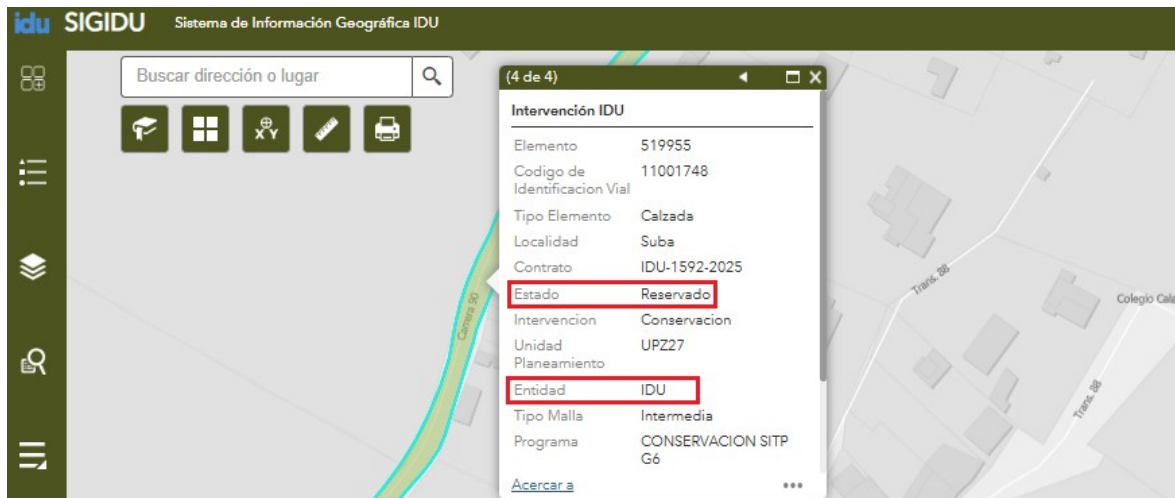 idu SIGIDU Sistema de Información Geográfica IDU
Buscar dirección o lugar
X Y
(4 de 4)
Intervención IDU
Elemento 519955
Codigo de Identificacion Vial 11001748
Tipo Elemento Calzada
Localidad Suba
Contrato IDU-1592-2025
Estado Reservado
Intervencion Conservacion
Unidad Planeamiento UPZ27
Entidad IDU
Tipo Malla Intermedia
Programa CONSERVACION SITP G6
Acercar a
Carrera 90
Trans. 88
Colegio Cala
Trans. 88